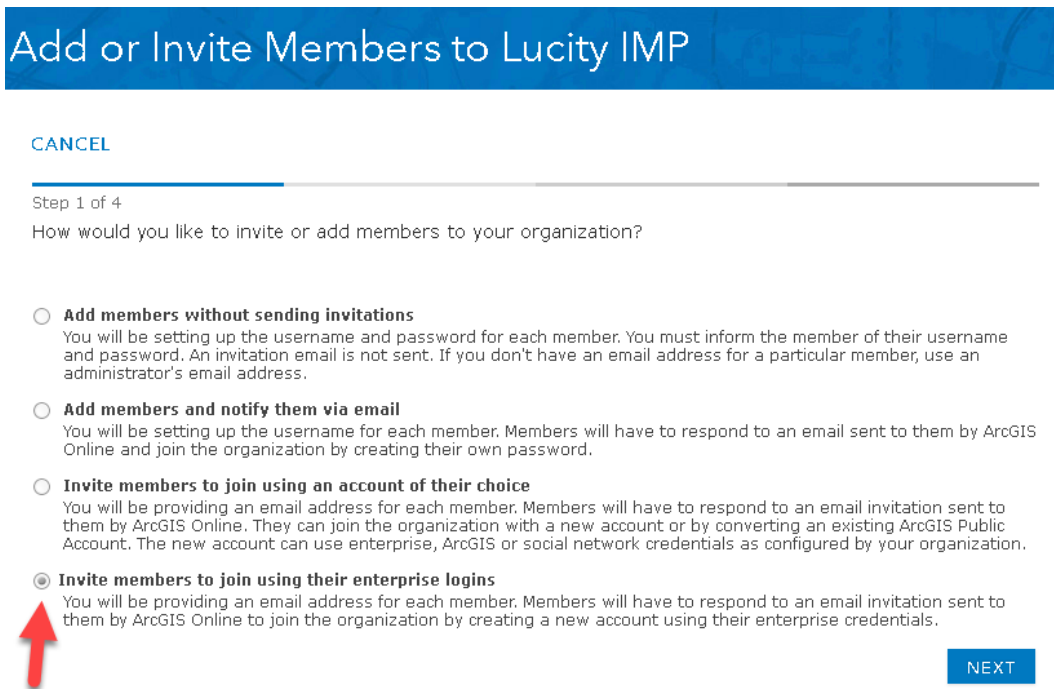 Add or Invite Members to Lucity IMP
CANCEL
Step 1 of 4
How would you like to invite or add members to your organization?
Add members without sending invitations
You will be setting up the username and password for each member. You must inform the member of their username
and password. An invitation email is not sent. If you don't have an email address for a particular member, use an
administrator's email address.
Add members and notify them via email
You will be setting up the username for each member. Members will have to respond to an email sent to them by ArcGIS
Online and join the organization by creating their own password.
Invite members to join using an account of their choice
You will be providing an email address for each member. Members will have to respond to an email invitation sent to
them by ArcGIS Online. They can join the organization with a new account or by converting an existing ArcGIS Public
Account. The new account can use enterprise, ArcGIS or social network credentials as configured by your organization.
Invite members to join using their enterprise logins
You will be providing an email address for each member. Members will have to respond to an email invitation sent to
them by ArcGIS Online to join the organization by creating a new account using their enterprise credentials.
NEXT